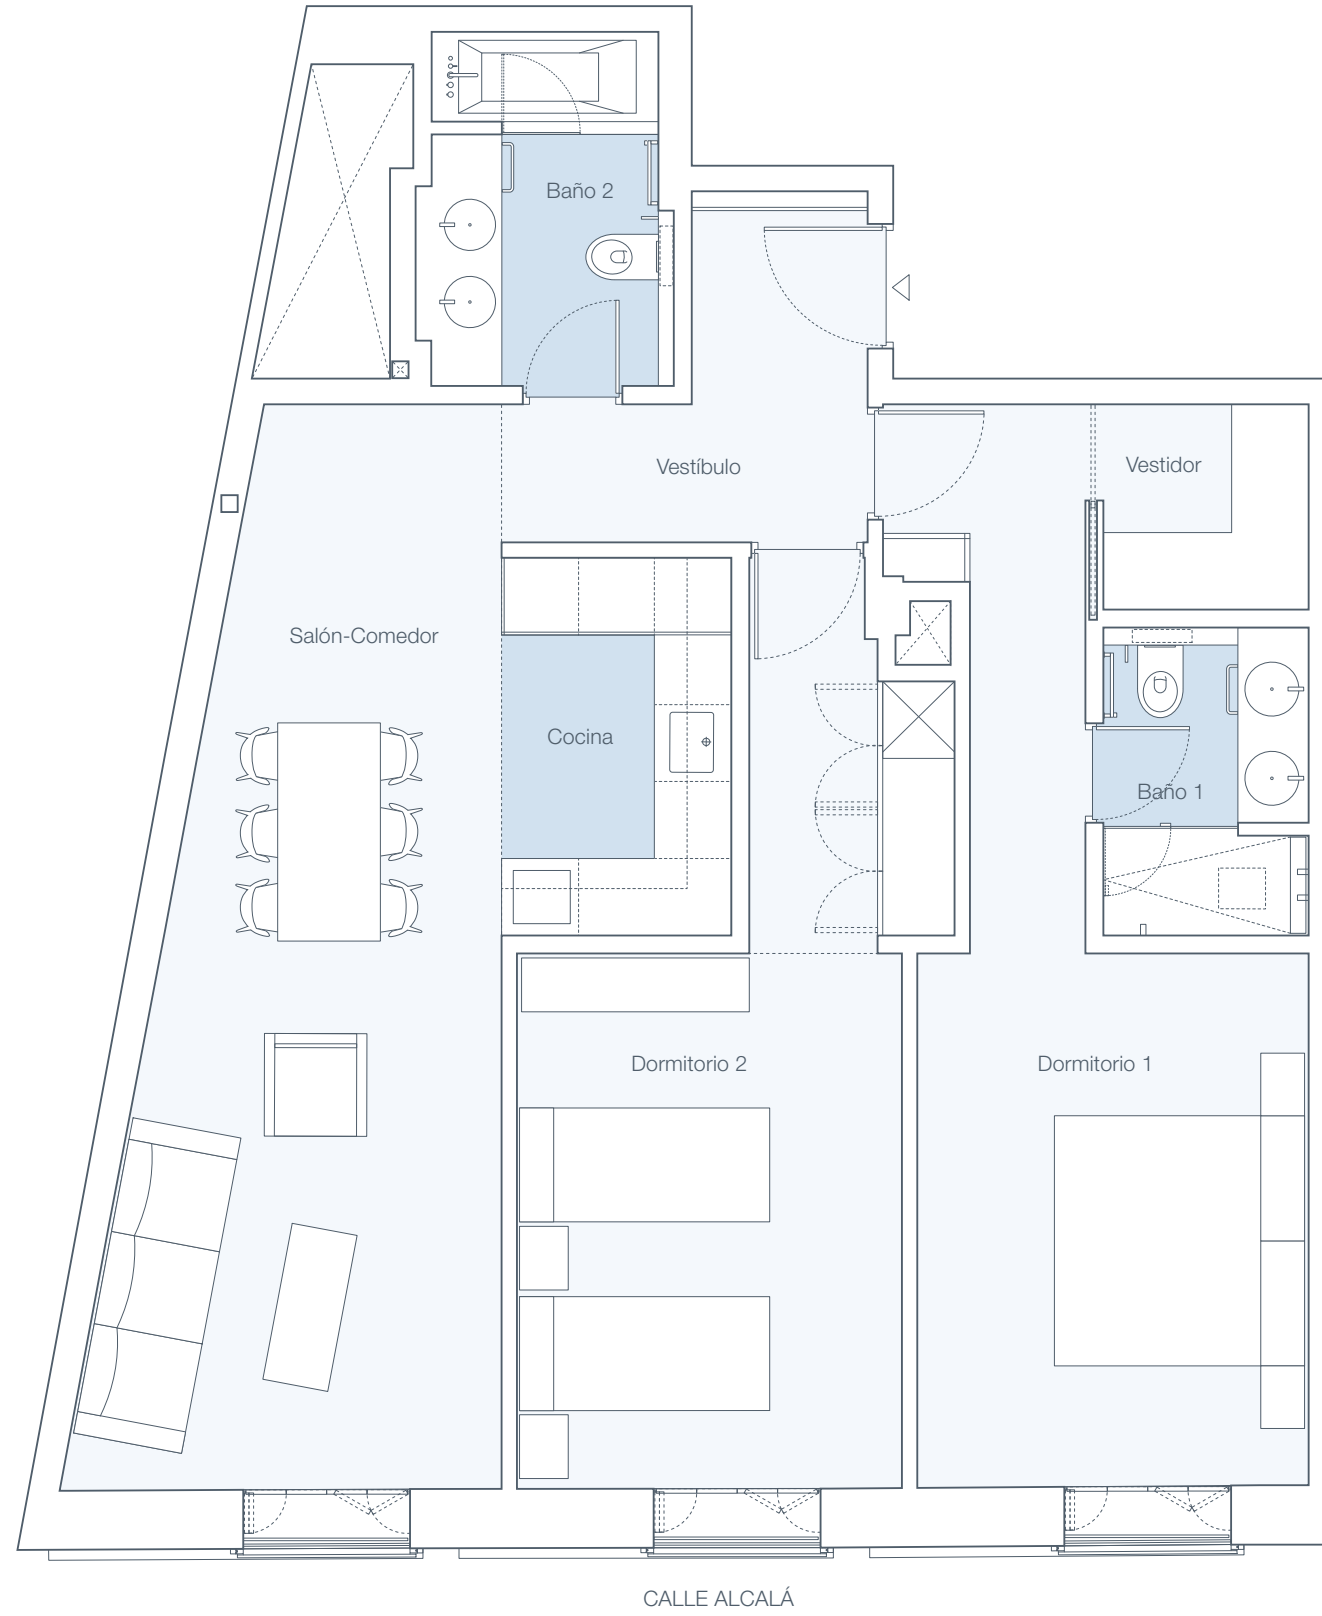 Baño 2
Vestíbulo
Vestidor
Salón-Comedor
Cocina
Baño 1
Dormitorio 2
Dormitorio 1
CALLE ALCALÁ